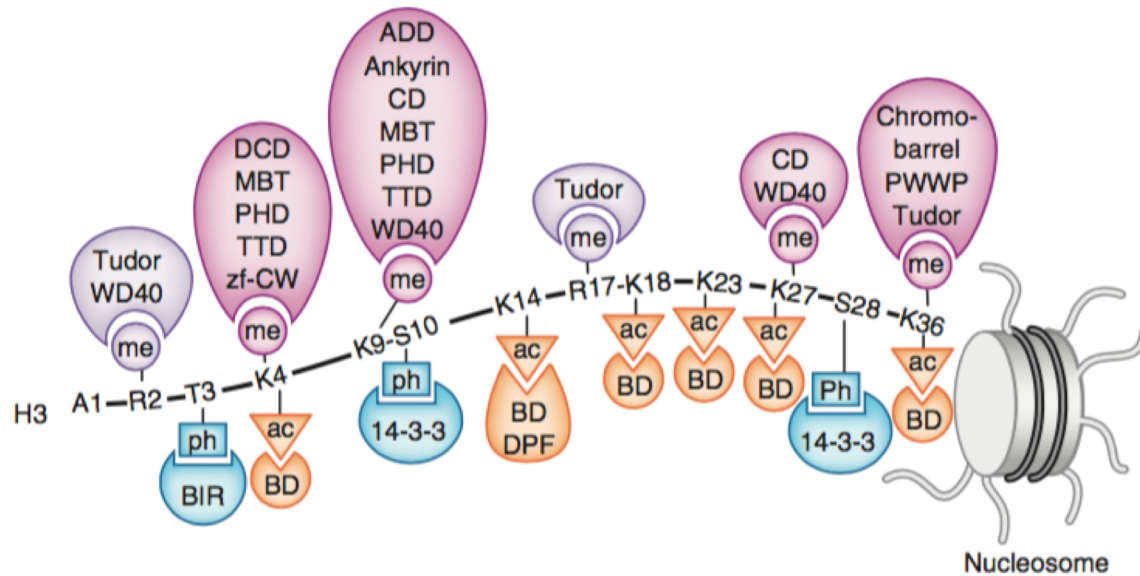 ADD
Ankyrin
CD
MBT
PHD
TTD
WD40
me
DCD
MBT
PHD
TTD
zf-CW
me
Tudor
WD40
me
Tudor
me
CD
WD40
me
Chromo-
barrel
PWWP
Tudor
me
H3 A1 R2 T3 K4 K9-S10 K14 R17-K18 K23 K27 S28 K36
ph
BIR
ac
BD
ph
14-3-3
ac
BD
DPF
ac
BD
ac
BD
ac
BD
Ph
14-3-3
ac
BD
Nucleosome